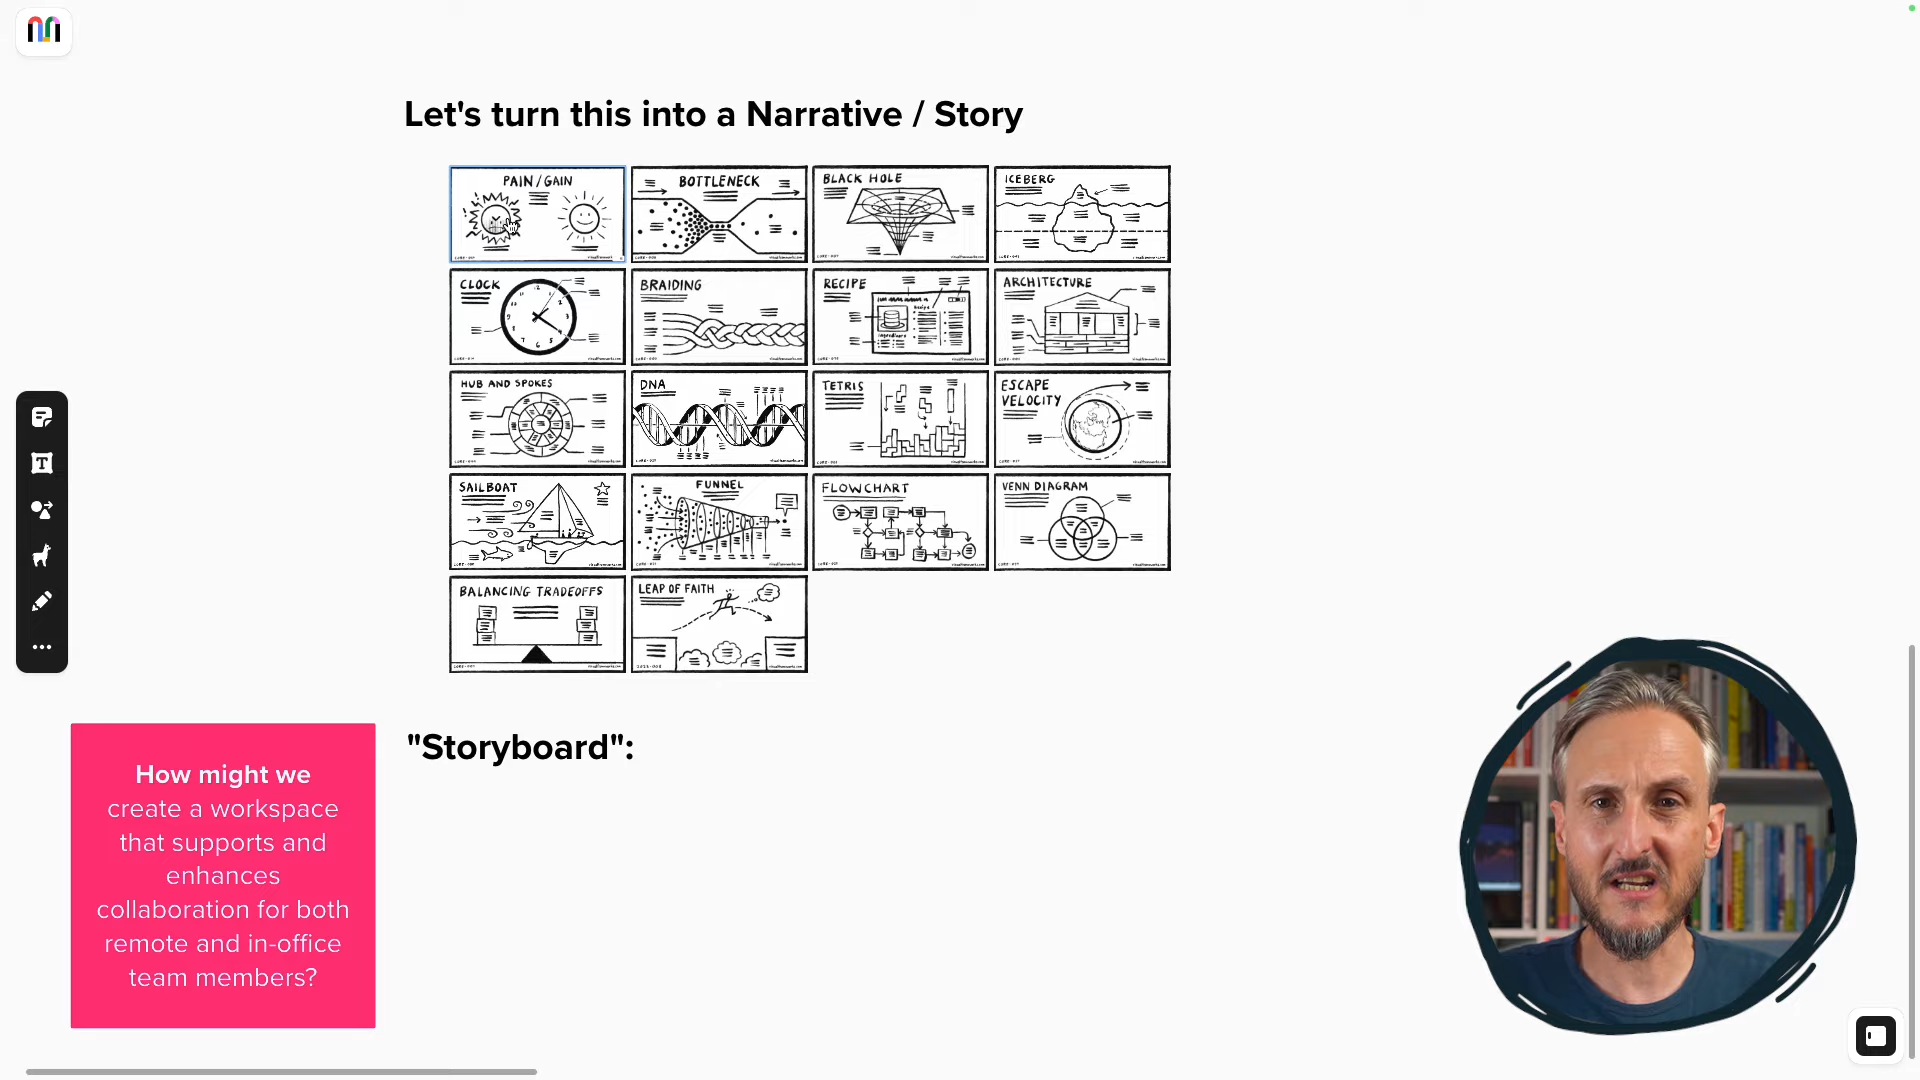 Let's turn this into a Narrative / Story
PAIN/GAIN
BOTTLENECK
BLACK HOLE
ICEBERG
CLOCK
BRAIDING
RECIPE
ARCHITECTURE
HUB AND SPOKES
DNA
TETRIS
ESCAPE
VELOCITY
SAILBOAT
FUNNEL
FLOWCHART
VENN DIAGRAM
BALANCING TRADEOFFS
LEAP OF FAITH
"Storyboard":
How might we
create a workspace
that supports and
enhances
collaboration for both
remote and in-office
team members?